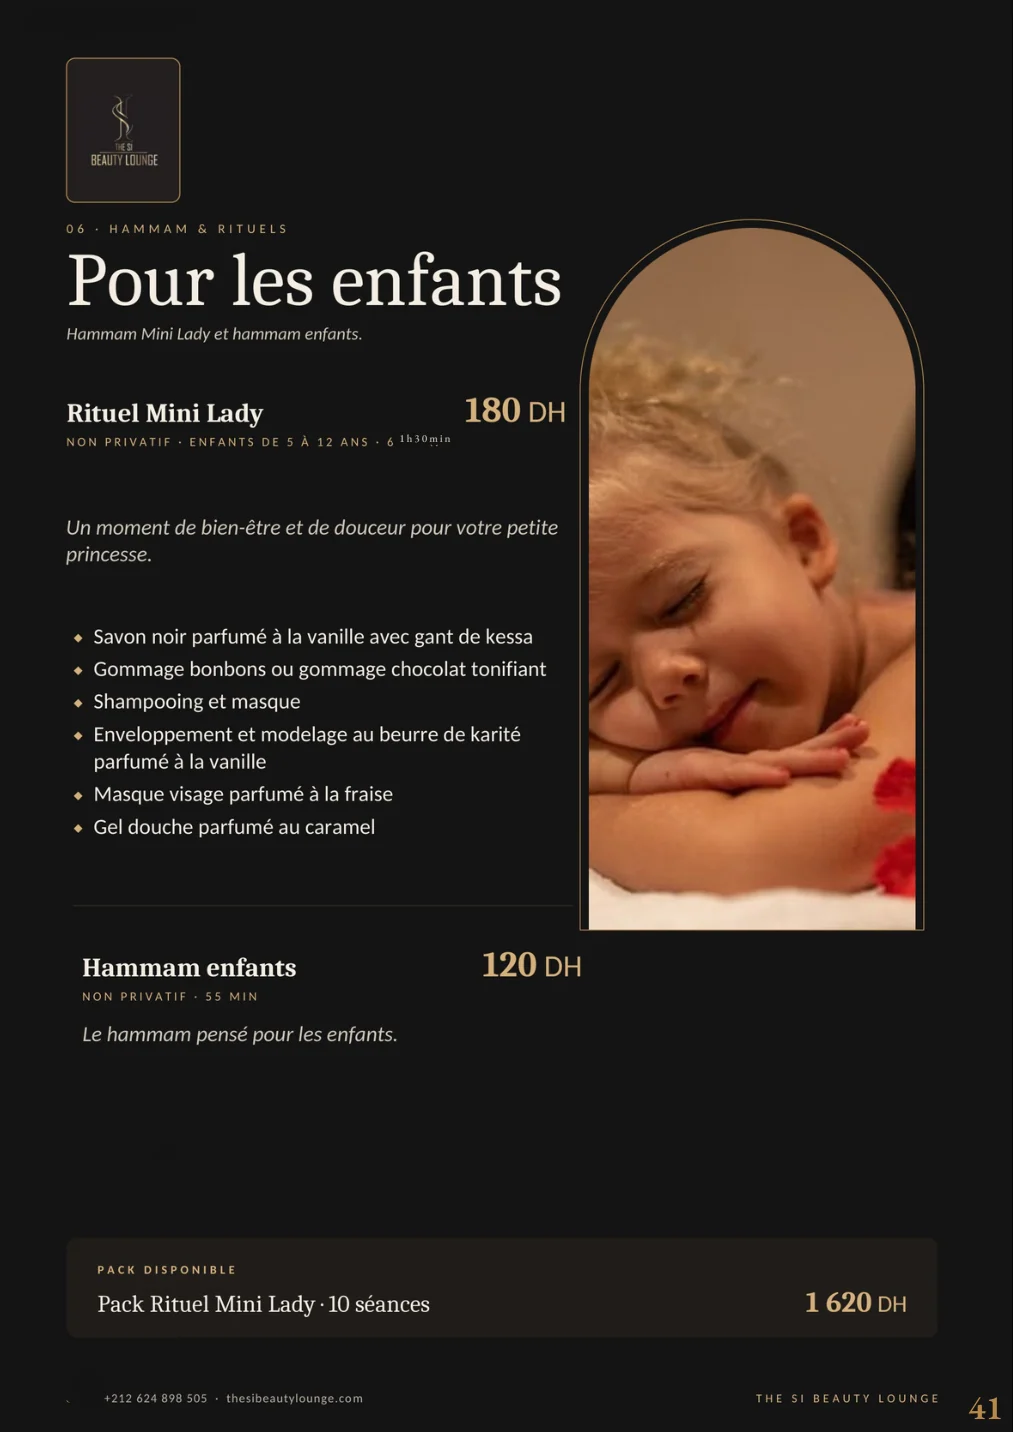 THE SI
BEAUTY LOUNGE
06 · HAMMAM & RITUELS
Pour les enfants
Hammam Mini Lady et hammam enfants.
Rituel Mini Lady 180 DH
NON PRIVATIF · ENFANTS DE 5 À 12 ANS · 6 1h30min
Un moment de bien-être et de douceur pour votre petite
princesse.
Savon noir parfumé à la vanille avec gant de kessa
Gommage bonbons ou gommage chocolat tonifiant
Shampooing et masque
Enveloppement et modelage au beurre de karité
parfumé à la vanille
Masque visage parfumé à la fraise
Gel douche parfumé au caramel
Hammam enfants 120 DH
NON PRIVATIF · 55 MIN
Le hammam pensé pour les enfants.
PACK DISPONIBLE
Pack Rituel Mini Lady · 10 séances 1 620 DH
+212 624 898 505 · thesibeautylounge.com THE SI BEAUTY LOUNGE 41